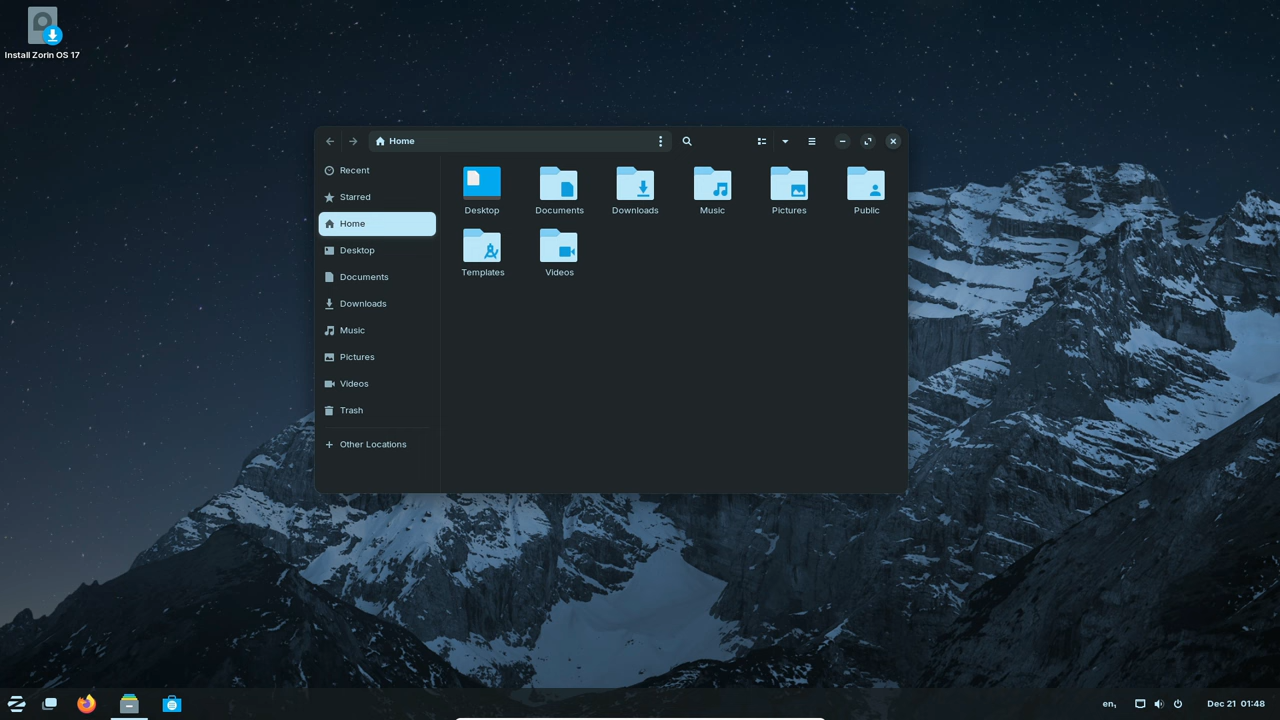 Install Zorin OS 17
Home
Recent
Starred
Home
Desktop
Documents
Downloads
Music
Pictures
Videos
Trash
Other Locations
Desktop
Documents
Downloads
Music
Pictures
Public
Templates
Videos
en₁
Dec 21 01:48